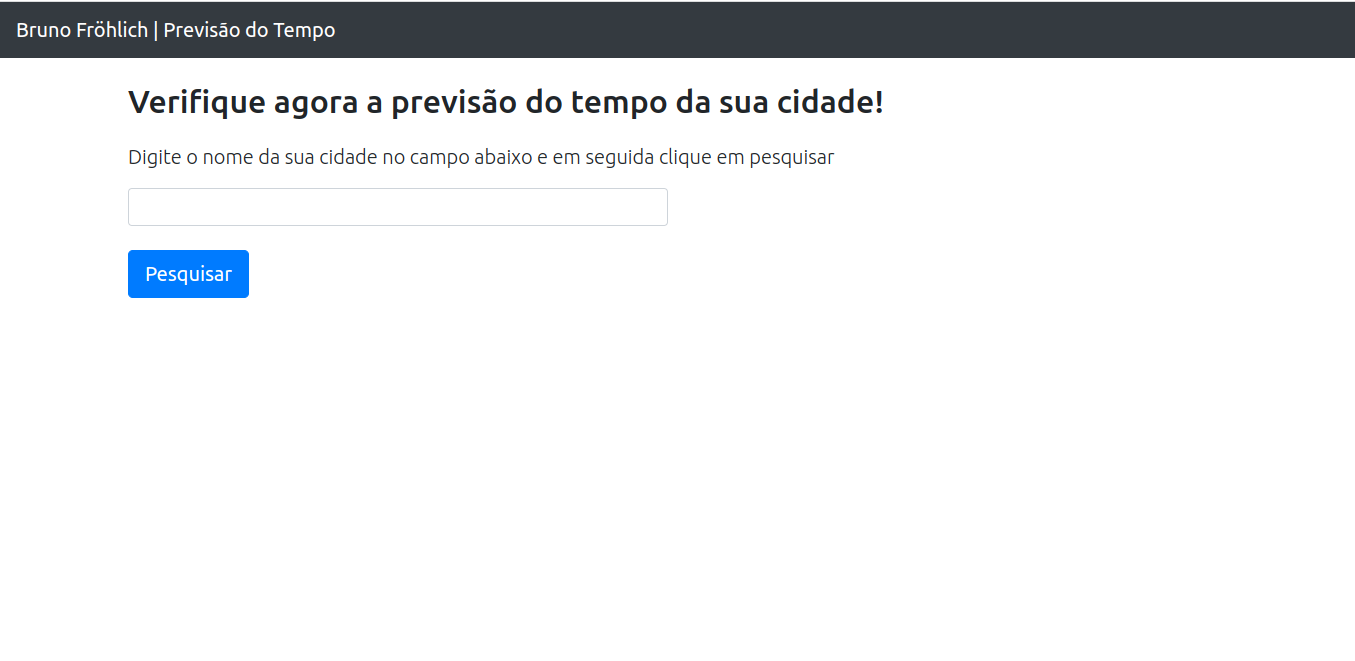 Bruno Fröhlich | Previsão do Tempo
Verifique agora a previsão do tempo da sua cidade!
Digite o nome da sua cidade no campo abaixo e em seguida clique em pesquisar
Pesquisar